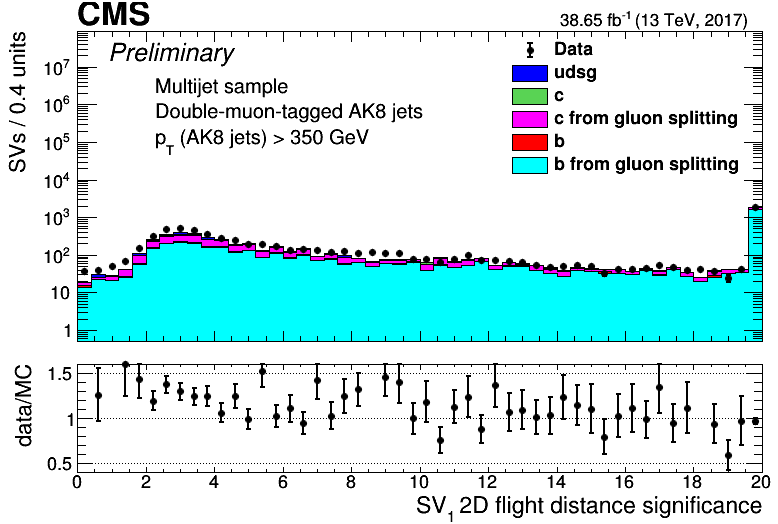 CMS
38.65 fb⁻¹ (13 TeV, 2017)
Preliminary
Multijet sample
Double-muon-tagged AK8 jets
p_T (AK8 jets) > 350 GeV
Data
udsg
c
c from gluon splitting
b
b from gluon splitting
SVs / 0.4 units
10⁷
10⁶
10⁵
10⁴
10³
10²
10
1
data/MC
1.5
1
0.5
0 2 4 6 8 10 12 14 16 18 20
SV₁ 2D flight distance significance